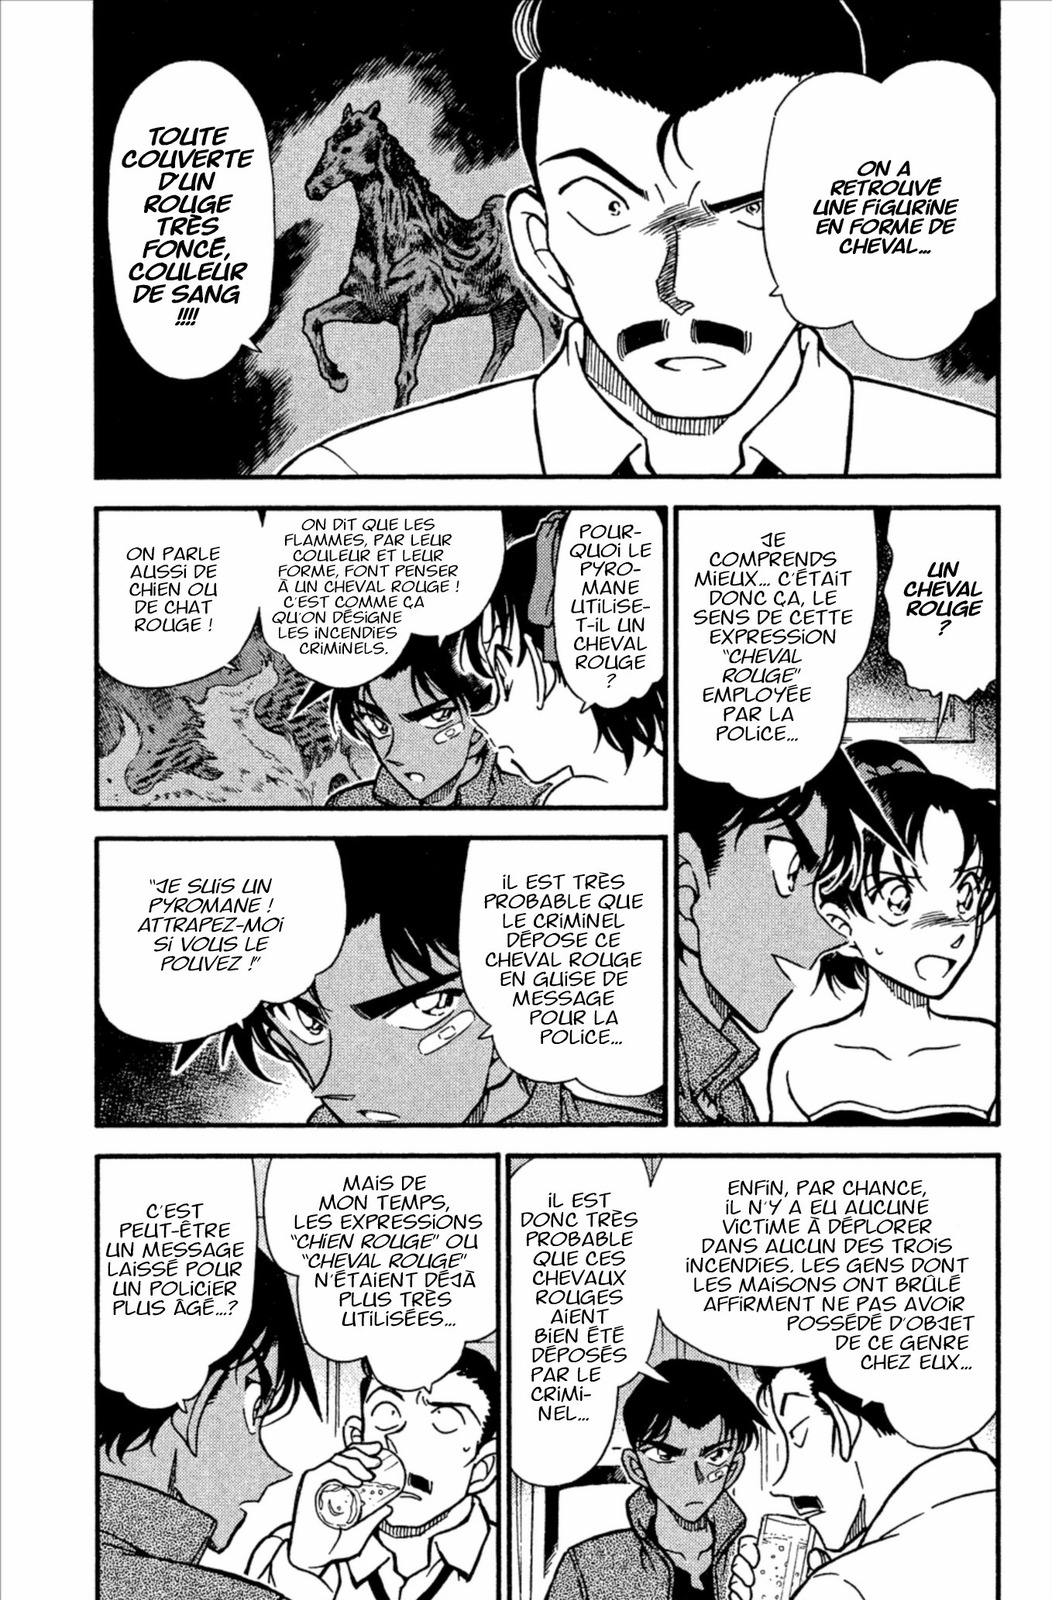 ON A
RETROUVÉ
UNE FIGURINE
EN FORME DE
CHEVAL...
TOUTE
COUVERTE
D'UN
ROUGE
TRÈS
FONCÉ,
COULEUR
DE SANG
!!!!
UN
CHEVAL
ROUGE
?
JE
COMPRENDS
MIEUX... C'ÉTAIT
DONC ÇA, LE
SENS DE CETTE
EXPRESSION
"CHEVAL
ROUGE"
EMPLOYÉE
PAR LA
POLICE...
POUR-
QUOI LE
PYRO-
MANE
UTILISE-
T-IL UN
CHEVAL
ROUGE
?
ON DIT QUE LES
FLAMMES, PAR LEUR
COULEUR ET LEUR
FORME, FONT PENSER
À UN CHEVAL ROUGE !
C'EST COMME ÇA
QU'ON DÉSIGNE
LES INCENDIES
CRIMINELS.
ON PARLE
AUSSI DE
CHIEN OU
DE CHAT
ROUGE !
IL EST TRÈS
PROBABLE QUE
LE CRIMINEL
DÉPOSE CE
CHEVAL ROUGE
EN GUISE DE
MESSAGE
POUR LA
POLICE...
"JE SUIS UN
PYROMANE !
ATTRAPEZ-MOI
SI VOUS LE
POUVEZ !"
ENFIN, PAR CHANCE,
IL N'Y A EU AUCUNE
VICTIME À DÉPLORER
DANS AUCUN DES TROIS
INCENDIES. LES GENS DONT
LES MAISONS ONT BRÛLÉ
AFFIRMENT NE PAS AVOIR
POSSÉDÉ D'OBJET
DE CE GENRE
CHEZ EUX...
IL EST
DONC TRÈS
PROBABLE
QUE CES
CHEVAUX
ROUGES
AIENT
BIEN ÉTÉ
DÉPOSÉS
PAR LE
CRIMI-
NEL...
MAIS DE
MON TEMPS,
LES EXPRESSIONS
"CHIEN ROUGE" OU
"CHEVAL ROUGE"
N'ÉTAIENT DÉJÀ
PLUS TRÈS
UTILISÉES...
C'EST
PEUT-ÊTRE
UN MESSAGE
LAISSÉ POUR
UN POLICIER
PLUS ÂGÉ...?